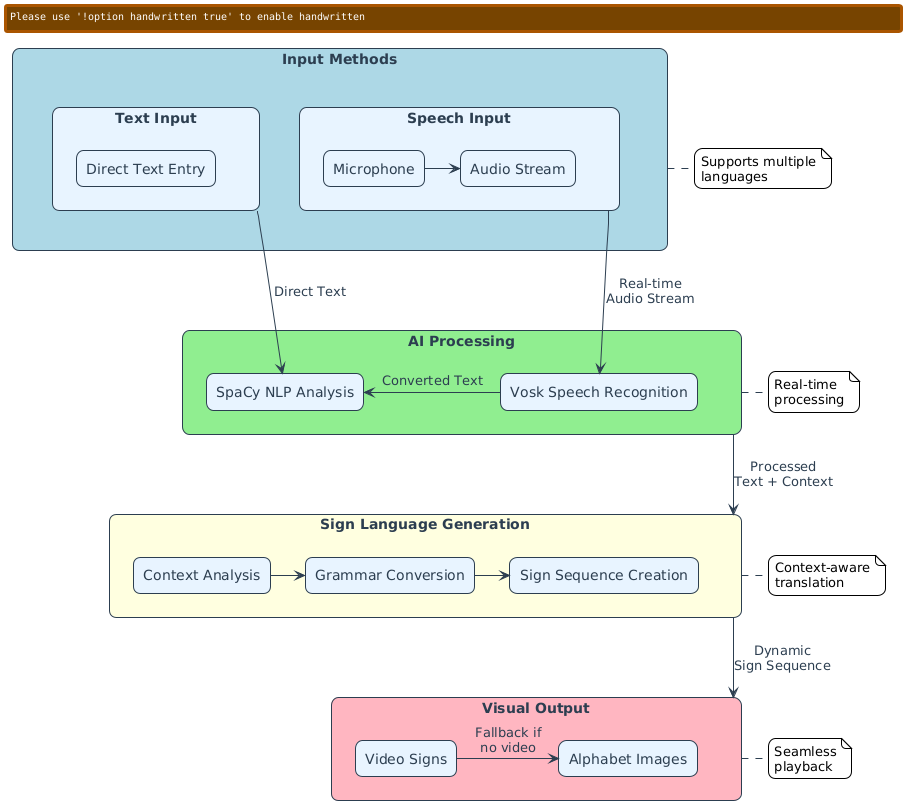 Please use '!option handwritten true' to enable handwritten
Input Methods
Text Input
Direct Text Entry
Speech Input
Microphone
Audio Stream
Supports multiple
languages
Direct Text
Real-time
Audio Stream
AI Processing
SpaCy NLP Analysis
Converted Text
Vosk Speech Recognition
Real-time
processing
Processed
Text + Context
Sign Language Generation
Context Analysis
Grammar Conversion
Sign Sequence Creation
Context-aware
translation
Dynamic
Sign Sequence
Visual Output
Video Signs
Fallback if
no video
Alphabet Images
Seamless
playback